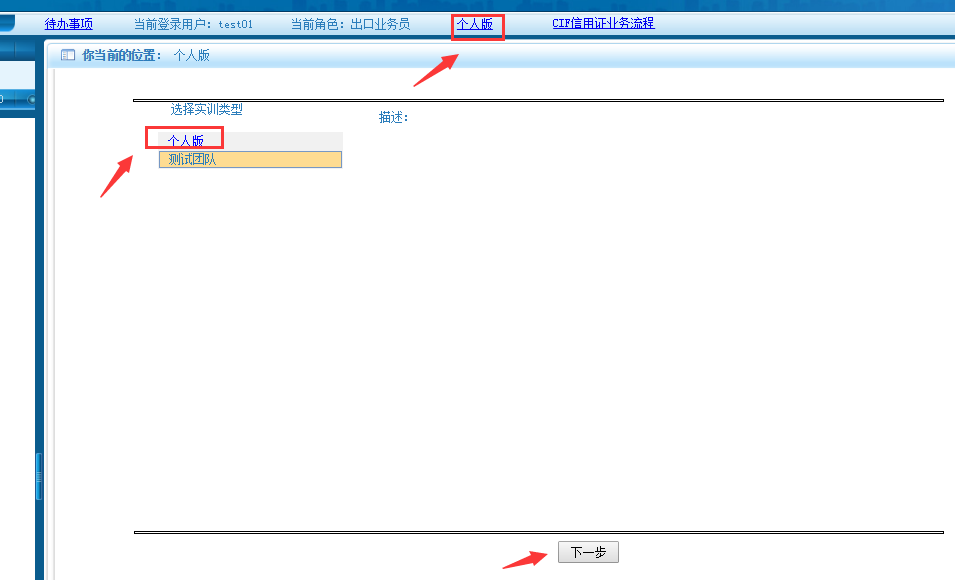 待办事项 当前登录用户: test01 当前角色: 出口业务员 个人版 CIF信用证业务流程
你当前的位置: 个人版
选择实训类型
描述:
个人版
测试团队
下一步